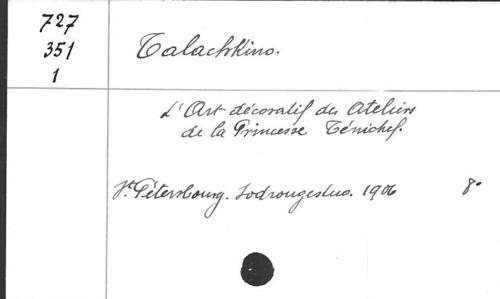 727
351
1
Talachkino.
L'Art décoratif des Ateliers
de la Princesse Ténichef.
St. Pétersbourg. Sodrougestvo. 1906 8°